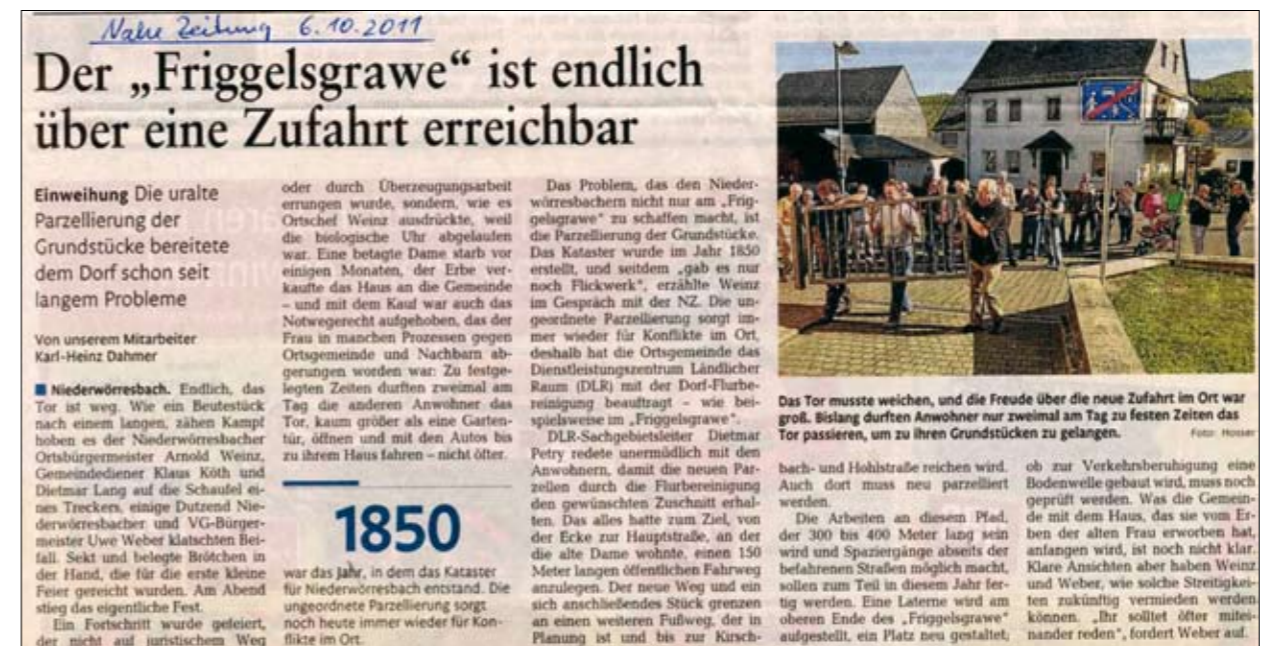 Nahe Zeitung 6.10.2011
Der „Friggelsgrawe“ ist endlich
über eine Zufahrt erreichbar
Einweihung Die uralte
Parzellierung der
Grundstücke bereitete
dem Dorf schon seit
langem Probleme
Von unserem Mitarbeiter
Karl-Heinz Dahmer
Niederwörresbach. Endlich, das
Tor ist weg. Wie ein Beutestück
nach einem langen, zähen Kampf
hoben es der Niederwörresbacher
Ortsbürgermeister Arnold Weinz,
Gemeindediener Klaus Köth und
Dietmar Lang auf die Schaufel ei-
nes Treckers, einige Dutzend Nie-
derwörresbacher und VG-Bürger-
meister Uwe Weber klatschten Bei-
fall. Sekt und belegte Brötchen in
der Hand, die für die erste kleine
Feier gereicht wurden. Am Abend
stieg das eigentliche Fest.
Ein Fortschritt wurde gefeiert,
der nicht auf juristischem Weg
oder durch Überzeugungsarbeit
errungen wurde, sondern, wie es
Ortschef Weinz ausdrückte, weil
die biologische Uhr abgelaufen
war. Eine betagte Dame starb vor
einigen Monaten, der Erbe ver-
kaufte das Haus an die Gemeinde
– und mit dem Kauf war auch das
Notwegerecht aufgehoben, das der
Frau in manchen Prozessen gegen
Ortsgemeinde und Nachbarn ab-
gerungen worden war: Zu festge-
legten Zeiten durften zweimal am
Tag die anderen Anwohner das
Tor, kaum größer als eine Garten-
tür, öffnen und mit den Autos bis
zu ihrem Haus fahren – nicht öfter.
1850
war das Jahr, in dem das Kataster
für Niederwörresbach entstand. Die
ungeordnete Parzellierung sorgt
noch heute immer wieder für Kon-
flikte im Ort.
Das Problem, das den Nieder-
wörresbachern nicht nur am „Frig-
gelsgrawe“ zu schaffen macht, ist
die Parzellierung der Grundstücke.
Das Kataster wurde im Jahr 1850
erstellt, und seitdem „gab es nur
noch Flickwerk“, erzählte Weinz
im Gespräch mit der NZ. Die un-
geordnete Parzellierung sorgt im-
mer wieder für Konflikte im Ort,
deshalb hat die Ortsgemeinde das
Dienstleistungszentrum Ländlicher
Raum (DLR) mit der Dorf-Flurbe-
reinigung beauftragt – wie bei-
spielsweise im „Friggelsgrawe“.
DLR-Sachgebietsleiter Dietmar
Petry redete unermüdlich mit den
Anwohnern, damit die neuen Par-
zellen durch die Flurbereinigung
den gewünschten Zuschnitt erhal-
ten. Das alles hatte zum Ziel, von
der Ecke zur Hauptstraße, an der
die alte Dame wohnte, einen 150
Meter langen öffentlichen Fahrweg
anzulegen. Der neue Weg und ein
sich anschließendes Stück grenzen
an einen weiteren Fußweg, der in
Planung ist und bis zur Kirsch-
Das Tor musste weichen, und die Freude über die neue Zufahrt im Ort war
groß. Bislang durften Anwohner nur zweimal am Tag zu festen Zeiten das
Tor passieren, um zu ihren Grundstücken zu gelangen. Foto: Hosser
bach- und Hohlstraße reichen wird.
Auch dort muss neu parzelliert
werden.
Die Arbeiten an diesem Pfad,
der 300 bis 400 Meter lang sein
wird und Spaziergänge abseits der
befahrenen Straßen möglich macht,
sollen zum Teil in diesem Jahr fer-
tig werden. Eine Laterne wird am
oberen Ende des „Friggelsgrawe“
aufgestellt, ein Platz neu gestaltet;
ob zur Verkehrsberuhigung eine
Bodenwelle gebaut wird, muss noch
geprüft werden. Was die Gemein-
de mit dem Haus, das sie vom Er-
ben der alten Frau erworben hat,
anfangen wird, ist noch nicht klar.
Klare Ansichten aber haben Weinz
und Weber, wie solche Streitigkei-
ten zukünftig vermieden werden
können. „Ihr solltet öfter mitei-
nander reden“, fordert Weber auf.